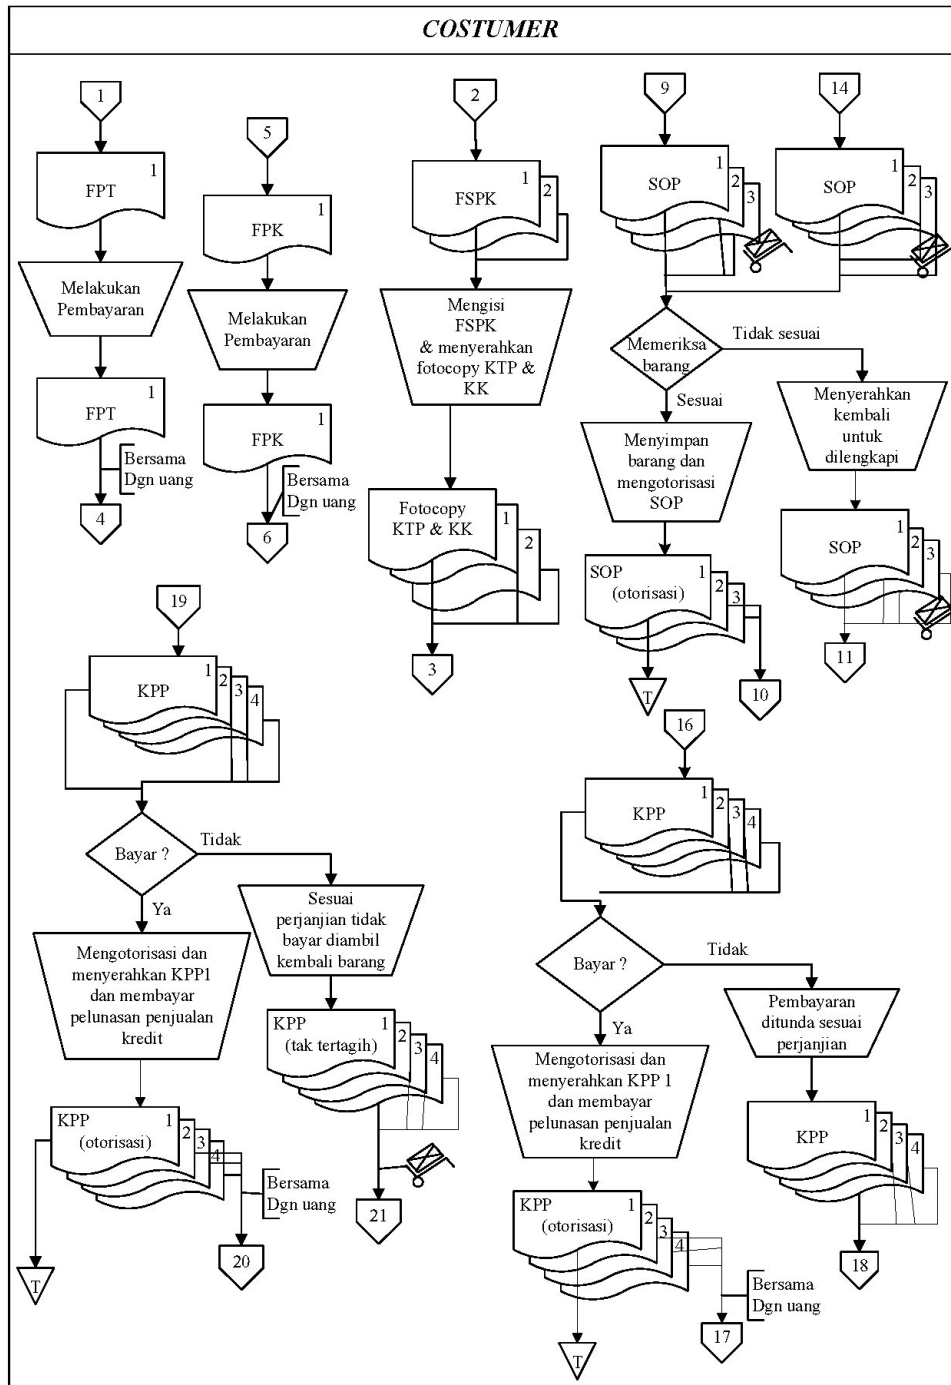 COSTUMER
1
1
FPT
Melakukan
Pembayaran
1
FPT
Bersama
Dgn uang
4
5
1
FPK
Melakukan
Pembayaran
1
FPK
Bersama
Dgn uang
6
2
1
2
FSPK
Mengisi
FSPK
& menyerahkan
fotocopy KTP &
KK
Fotocopy
KTP & KK
1
2
3
9
1
SOP
2
3
14
1
SOP
2
3
Memeriksa
barang
Tidak sesuai
Sesuai
Menyimpan
barang dan
mengotorisasi
SOP
SOP
(otorisasi)
1
2
3
T
10
Menyerahkan
kembali
untuk
dilengkapi
1
SOP
2
3
11
19
1
KPP
2
3
4
Bayar ?
Tidak
Ya
Mengotorisasi dan
menyerahkan KPP1
dan membayar
pelunasan penjualan
kredit
KPP
(otorisasi)
1
2
3
4
Bersama
Dgn uang
T
20
Sesuai
perjanjian tidak
bayar diambil
kembali barang
KPP
(tak tertagih)
1
2
3
4
21
16
1
KPP
2
3
4
Bayar ?
Tidak
Ya
Mengotorisasi dan
menyerahkan KPP 1
dan membayar
pelunasan penjualan
kredit
KPP
(otorisasi)
1
2
3
4
Bersama
Dgn uang
T
17
Pembayaran
ditunda sesuai
perjanjian
1
KPP
2
3
4
18